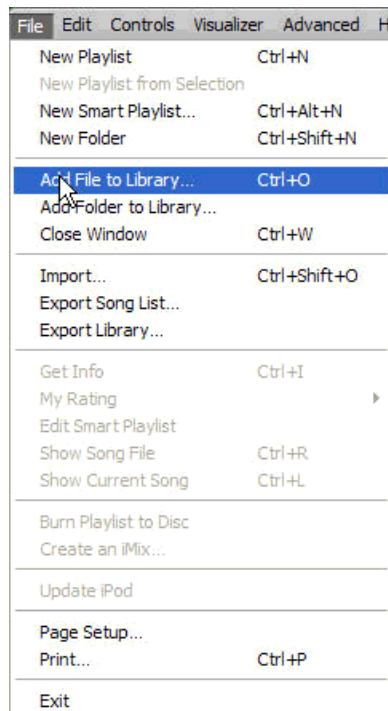 File Edit Controls Visualizer Advanced H
New Playlist Ctrl+N
New Playlist from Selection
New Smart Playlist... Ctrl+Alt+N
New Folder Ctrl+Shift+N
Add File to Library... Ctrl+O
Add Folder to Library...
Close Window Ctrl+W
Import... Ctrl+Shift+O
Export Song List...
Export Library...
Get Info Ctrl+I
My Rating
Edit Smart Playlist
Show Song File Ctrl+R
Show Current Song Ctrl+L
Burn Playlist to Disc
Create an iMix...
Update iPod
Page Setup...
Print... Ctrl+P
Exit